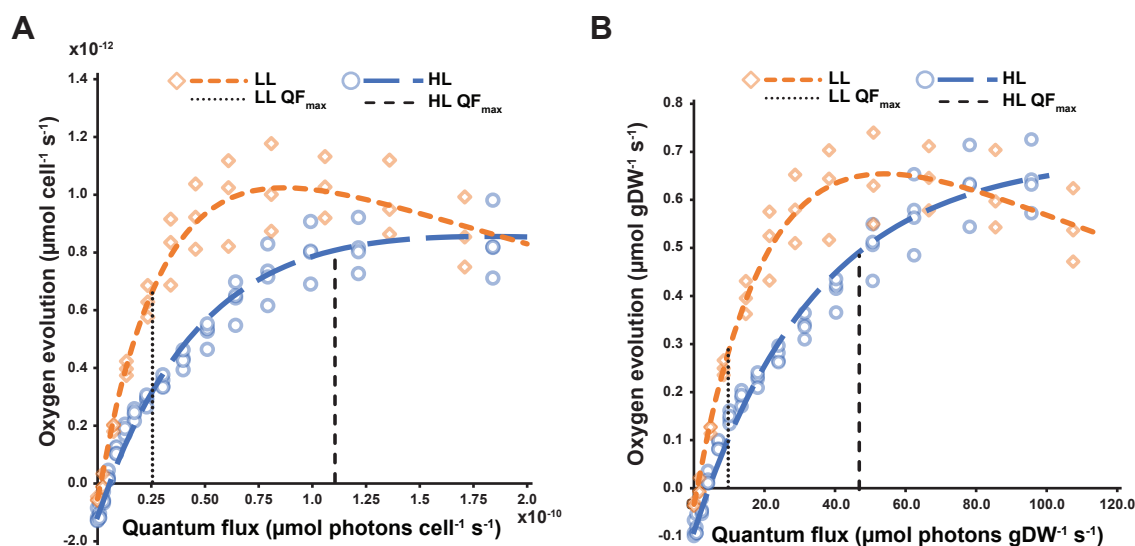 A
x10⁻¹²
LL
HL
LL QFmax
HL QFmax
1.4
1.2
1.0
0.8
0.6
0.4
0.2
0.0
-2.0
Oxygen evolution (µmol cell⁻¹ s⁻¹)
0.25
0.50
0.75
1.0
1.25
1.50
1.75
2.0
x10⁻¹⁰
Quantum flux (µmol photons cell⁻¹ s⁻¹)
B
LL
HL
LL QFmax
HL QFmax
0.8
0.7
0.6
0.5
0.4
0.3
0.2
0.1
0.0
-0.1
Oxygen evolution (µmol gDW⁻¹ s⁻¹)
20.0
40.0
60.0
80.0
100.0
120.0
Quantum flux (µmol photons gDW⁻¹ s⁻¹)